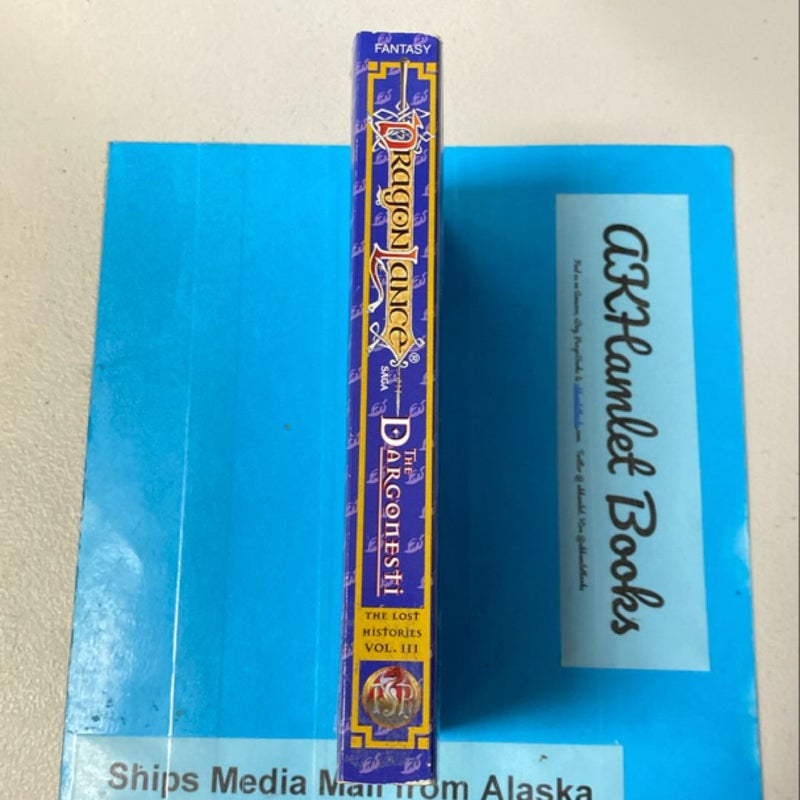 FANTASY
DRAGONLANCE®
SAGA
THE
DARGONESTI
THE LOST
HISTORIES
VOL. III
TSR
AKHamlet Books
Ships Media Mail from Alaska